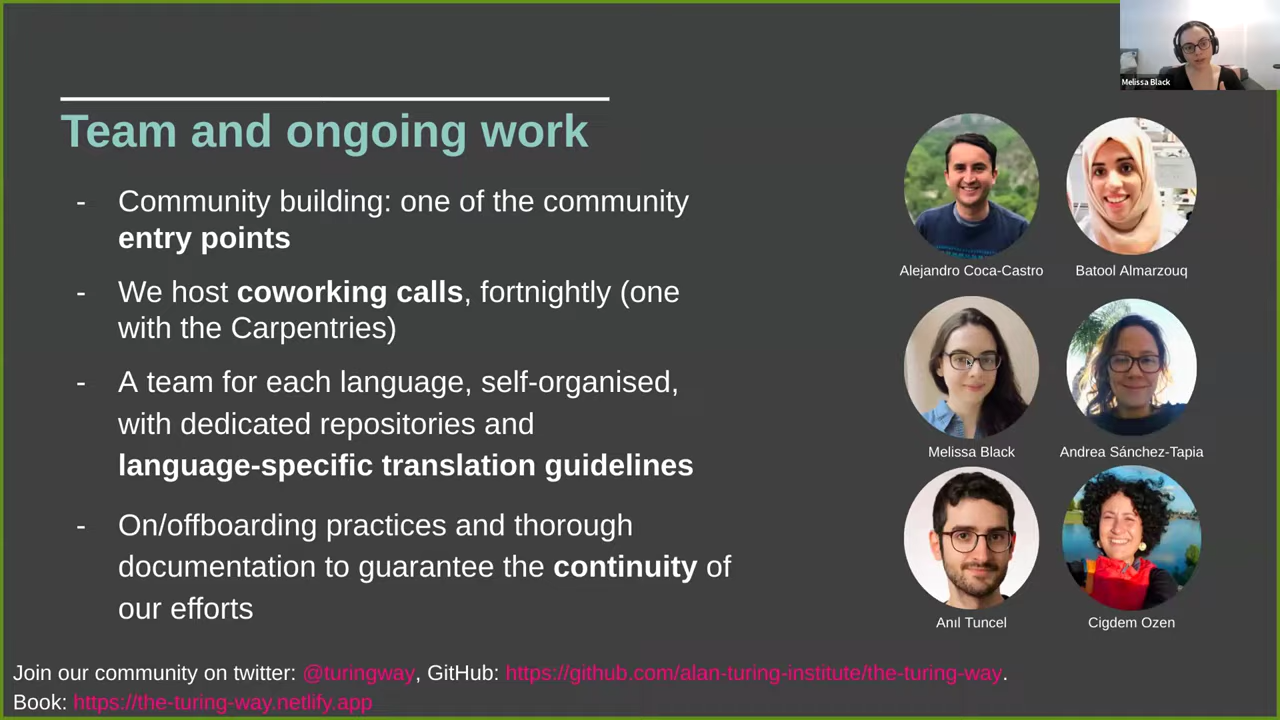 Melissa Black
Team and ongoing work
- Community building: one of the community
entry points
- We host coworking calls, fortnightly (one
with the Carpentries)
- A team for each language, self-organised,
with dedicated repositories and
language-specific translation guidelines
- On/offboarding practices and thorough
documentation to guarantee the continuity of
our efforts
Alejandro Coca-Castro
Batool Almarzouq
Melissa Black
Andrea Sánchez-Tapia
Anıl Tuncel
Cigdem Ozen
Join our community on twitter: @turingway, GitHub: https://github.com/alan-turing-institute/the-turing-way.
Book: https://the-turing-way.netlify.app